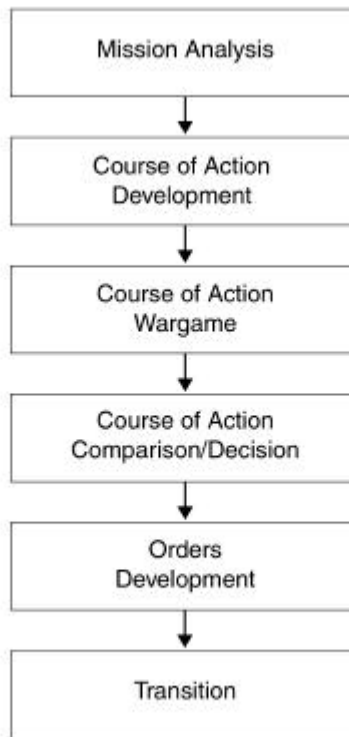 Mission Analysis
Course of Action
Development
Course of Action
Wargame
Course of Action
Comparison/Decision
Orders
Development
Transition